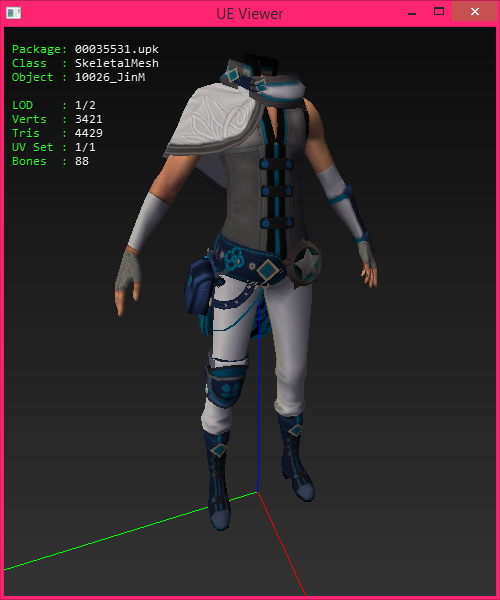 UE Viewer
Package: 00035531.upk
Class  : SkeletalMesh
Object : 10026_JinM
LOD    : 1/2
Verts  : 3421
Tris   : 4429
UV Set : 1/1
Bones  : 88